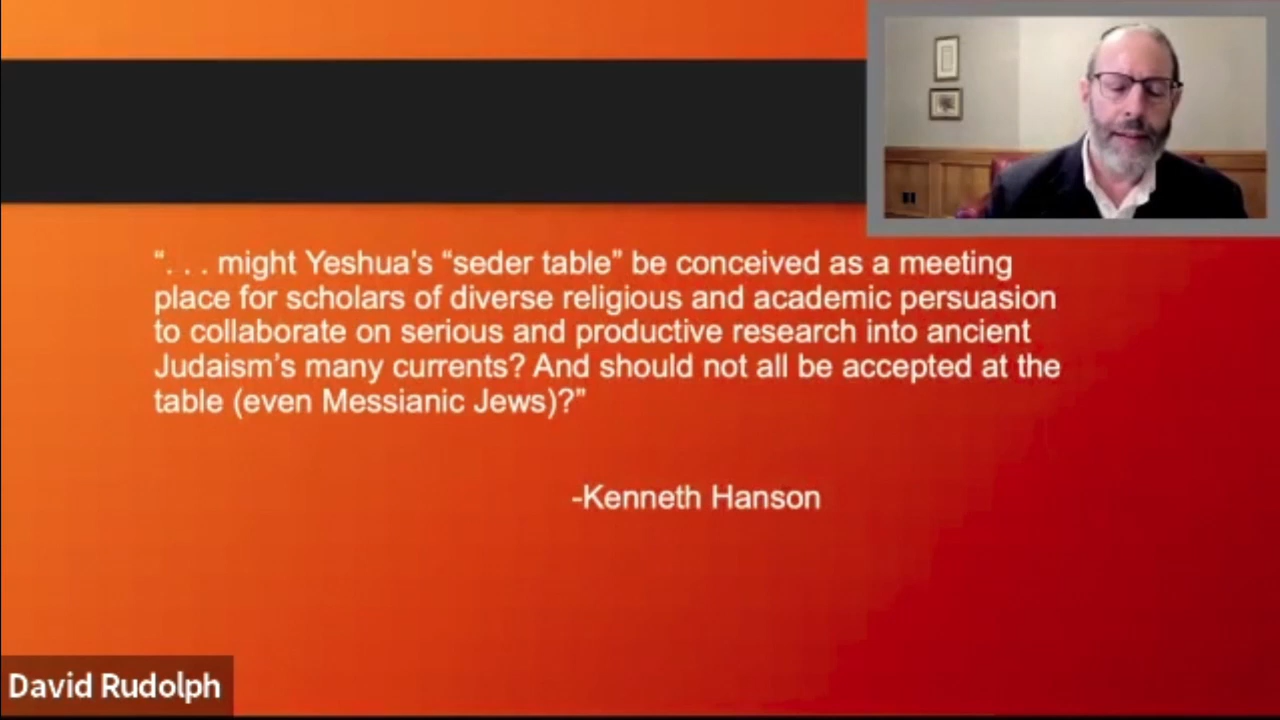 “. . . might Yeshua’s “seder table” be conceived as a meeting
place for scholars of diverse religious and academic persuasion
to collaborate on serious and productive research into ancient
Judaism’s many currents? And should not all be accepted at the
table (even Messianic Jews)?”
-Kenneth Hanson
David Rudolph